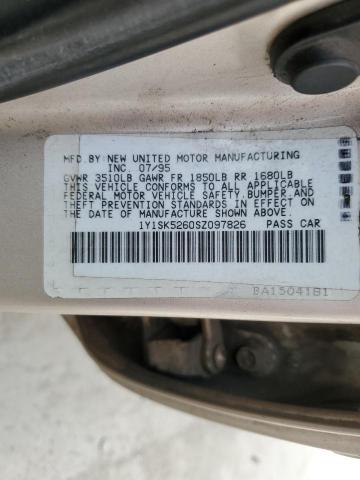 MFD.BY NEW UNITED MOTOR MANUFACTURING
INC. 07/95
GVWR 3510LB GAWR FR 1850LB RR 1680LB
THIS VEHICLE CONFORMS TO ALL APPLICABLE
FEDERAL MOTOR VEHICLE SAFETY, BUMPER, AND
THEFT PREVENTION STANDARDS IN EFFECT ON
THE DATE OF MANUFACTURE SHOWN ABOVE.
1Y1SK5260SZ097826 PASS CAR
BA1504181